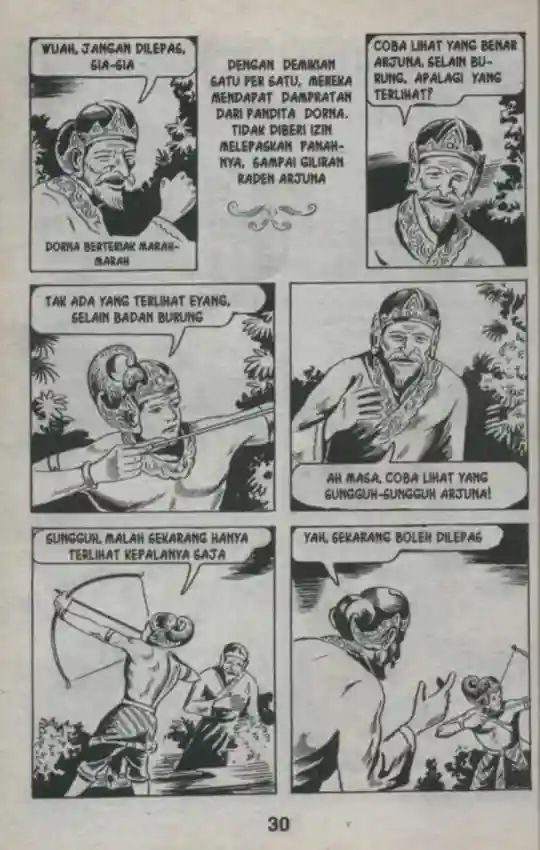 WUAH, JANGAN DILEPAS,
SIA-SIA
DORNA BERTERIAK MARAH-
MARAH
DENGAN DEMIKIAN
SATU PER SATU, MEREKA
MENDAPAT DAMPRATAN
DARI PANDITA DORNA.
TIDAK DIBERI IZIN
MELEPASKAN PANAH-
NYA. SAMPAI GILIRAN
RADEN ARJUNA
COBA LIHAT YANG BENAR
ARJUNA, SELAIN BU-
RUNG, APALAGI YANG
TERLIHAT?
TAK ADA YANG TERLIHAT EYANG,
SELAIN BADAN BURUNG
AH MASA, COBA LIHAT YANG
SUNGGUH-SUNGGUH ARJUNA!
SUNGGUH, MALAH SEKARANG HANYA
TERLIHAT KEPALANYA SAJA
YAH, SEKARANG BOLEH DILEPAS
30